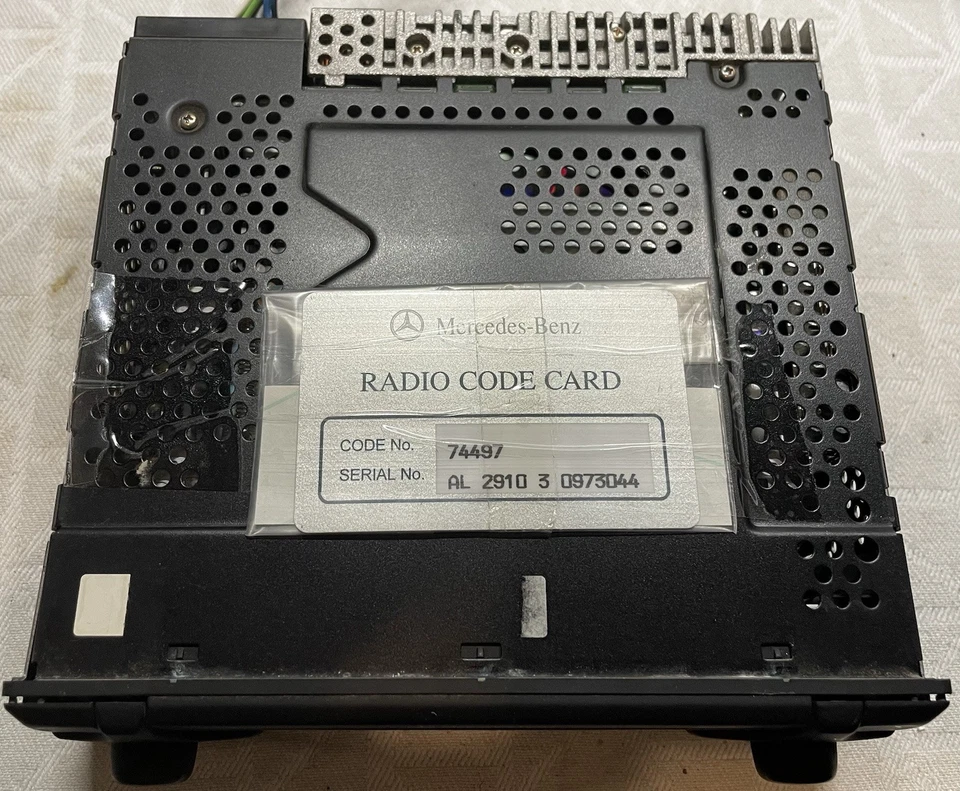 Mercedes-Benz
RADIO CODE CARD
CODE No. 74497
SERIAL No. AL 2910 3 0973044